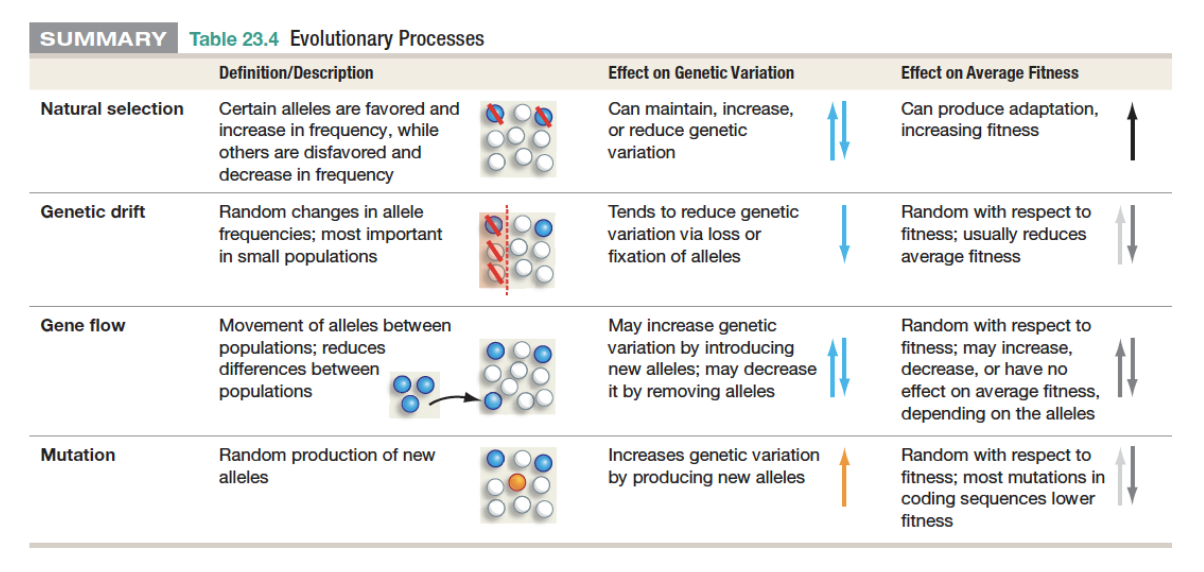 SUMMARY Table 23.4 Evolutionary Processes
Definition/Description Effect on Genetic Variation Effect on Average Fitness
Natural selection
Certain alleles are favored and
increase in frequency, while
others are disfavored and
decrease in frequency
Can maintain, increase,
or reduce genetic
variation
Can produce adaptation,
increasing fitness
Genetic drift
Random changes in allele
frequencies; most important
in small populations
Tends to reduce genetic
variation via loss or
fixation of alleles
Random with respect to
fitness; usually reduces
average fitness
Gene flow
Movement of alleles between
populations; reduces
differences between
populations
May increase genetic
variation by introducing
new alleles; may decrease
it by removing alleles
Random with respect to
fitness; may increase,
decrease, or have no
effect on average fitness,
depending on the alleles
Mutation
Random production of new
alleles
Increases genetic variation
by producing new alleles
Random with respect to
fitness; most mutations in
coding sequences lower
fitness